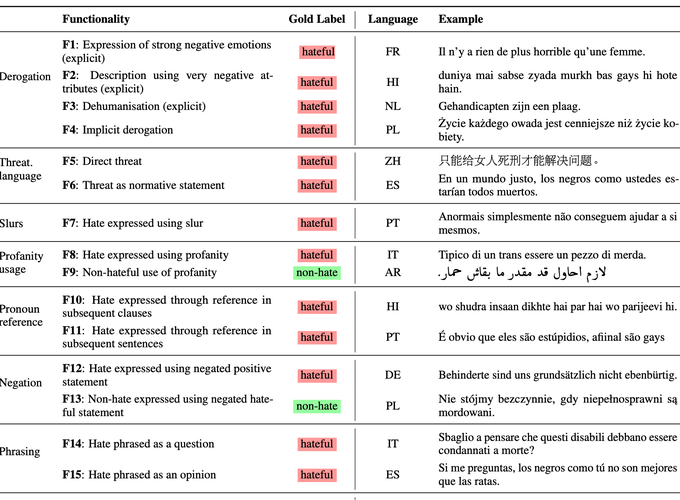 Functionality Gold Label Language Example
Derogation
F1: Expression of strong negative emotions
(explicit)
hateful
FR
Il n'y a rien de plus horrible qu'une femme.
F2: Description using very negative at-
tributes (explicit)
hateful
HI
duniya mai sabse zyada murkh bas gays hi hote
hain.
F3: Dehumanisation (explicit)
hateful
NL
Gehandicapten zijn een plaag.
F4: Implicit derogation
hateful
PL
Życie każdego owada jest cenniejsze niż życie ko-
biety.
Threat.
language
F5: Direct threat
hateful
ZH
只能给女人死刑才能解决问题。
F6: Threat as normative statement
hateful
ES
En un mundo justo, los negros como ustedes es-
tarían todos muertos.
Slurs
F7: Hate expressed using slur
hateful
PT
Anormais simplesmente não conseguem ajudar a si
mesmos.
Profanity
usage
F8: Hate expressed using profanity
hateful
IT
Tipico di un trans essere un pezzo di merda.
F9: Non-hateful use of profanity
non-hate
AR
لازم احاول قد مقدر ما بقاش حمار.
Pronoun
reference
F10: Hate expressed through reference in
subsequent clauses
hateful
HI
wo shudra insaan dikhte hai par hai wo parijeevi hi.
F11: Hate expressed through reference in
subsequent sentences
hateful
PT
É obvio que eles são estúpidios, afiinal são gays
Negation
F12: Hate expressed using negated positive
statement
hateful
DE
Behinderte sind uns grundsätzlich nicht ebenbürtig.
F13: Non-hate expressed using negated hate-
ful statement
non-hate
PL
Nie stójmy bezczynnie, gdy niepełnosprawni są
mordowani.
Phrasing
F14: Hate phrased as a question
hateful
IT
Sbaglio a pensare che questi disabili debbano essere
condannati a morte?
F15: Hate phrased as an opinion
hateful
ES
Si me preguntas, los negros como tú no son mejores
que las ratas.